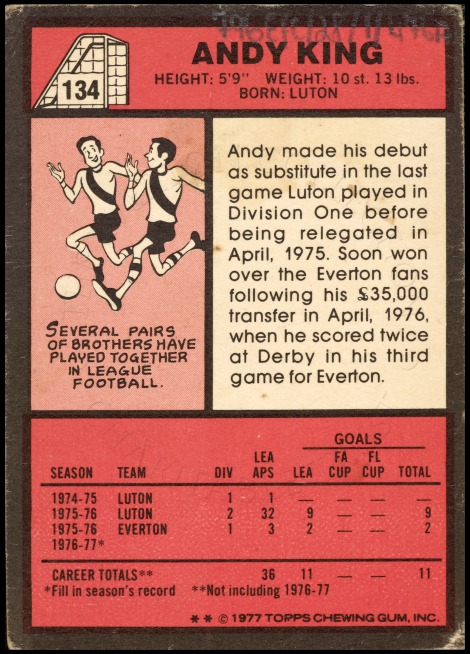 ANDY KING
134
HEIGHT: 5'9" WEIGHT: 10 st. 13 lbs.
BORN: LUTON
Andy made his debut
as substitute in the last
game Luton played in
Division One before
being relegated in
April, 1975. Soon won
over the Everton fans
following his £35,000
transfer in April, 1976,
when he scored twice
at Derby in his third
game for Everton.
SEVERAL PAIRS
OF BROTHERS HAVE
PLAYED TOGETHER
IN LEAGUE
FOOTBALL.
GOALS
LEA FA FL
SEASON TEAM DIV APS LEA CUP CUP TOTAL
1974-75 LUTON 1 1 — — — —
1975-76 LUTON 2 32 9 — — 9
1975-76 EVERTON 1 3 2 — — 2
1976-77*
CAREER TOTALS** 36 11 — — 11
*Fill in season's record **Not including 1976-77
** © 1977 TOPPS CHEWING GUM, INC.